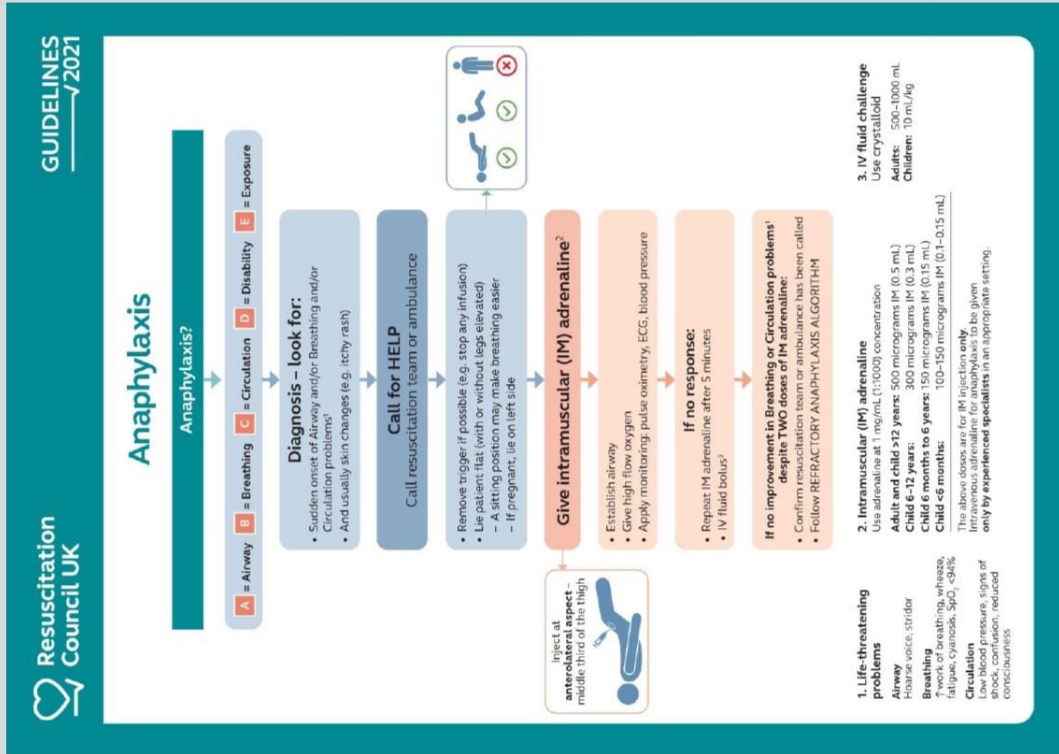 Resuscitation
Council UK
GUIDELINES
2021
Anaphylaxis
Anaphylaxis?
A = Airway B = Breathing C = Circulation D = Disability E = Exposure
Diagnosis – look for:
• Sudden onset of Airway and/or Breathing and/or
Circulation problems¹
• And usually skin changes (e.g. itchy rash)
Call for HELP
Call resuscitation team or ambulance
• Remove trigger if possible (e.g. stop any infusion)
• Lie patient flat (with or without legs elevated)
– A sitting position may make breathing easier
– If pregnant, lie on left side
Inject at
anterolateral aspect –
middle third of the thigh
Give intramuscular (IM) adrenaline²
• Establish airway
• Give high flow oxygen
• Apply monitoring: pulse oximetry, ECG, blood pressure
If no response:
• Repeat IM adrenaline after 5 minutes
• IV fluid bolus³
If no improvement in Breathing or Circulation problems¹
despite TWO doses of IM adrenaline:
• Confirm resuscitation team or ambulance has been called
• Follow REFRACTORY ANAPHYLAXIS ALGORITHM
1. Life-threatening
problems
Airway
Hoarse voice, stridor
Breathing
↑work of breathing, wheeze,
fatigue, cyanosis, SpO₂ <94%
Circulation
Low blood pressure, signs of
shock, confusion, reduced
consciousness
2. Intramuscular (IM) adrenaline
Use adrenaline at 1 mg/mL (1:1000) concentration
Adult and child >12 years: 500 micrograms IM (0.5 mL)
Child 6–12 years: 300 micrograms IM (0.3 mL)
Child 6 months to 6 years: 150 micrograms IM (0.15 mL)
Child <6 months: 100–150 micrograms IM (0.1–0.15 mL)
The above doses are for IM injection only.
Intravenous adrenaline for anaphylaxis to be given
only by experienced specialists in an appropriate setting.
3. IV fluid challenge
Use crystalloid
Adults: 500–1000 mL
Children: 10 mL/kg